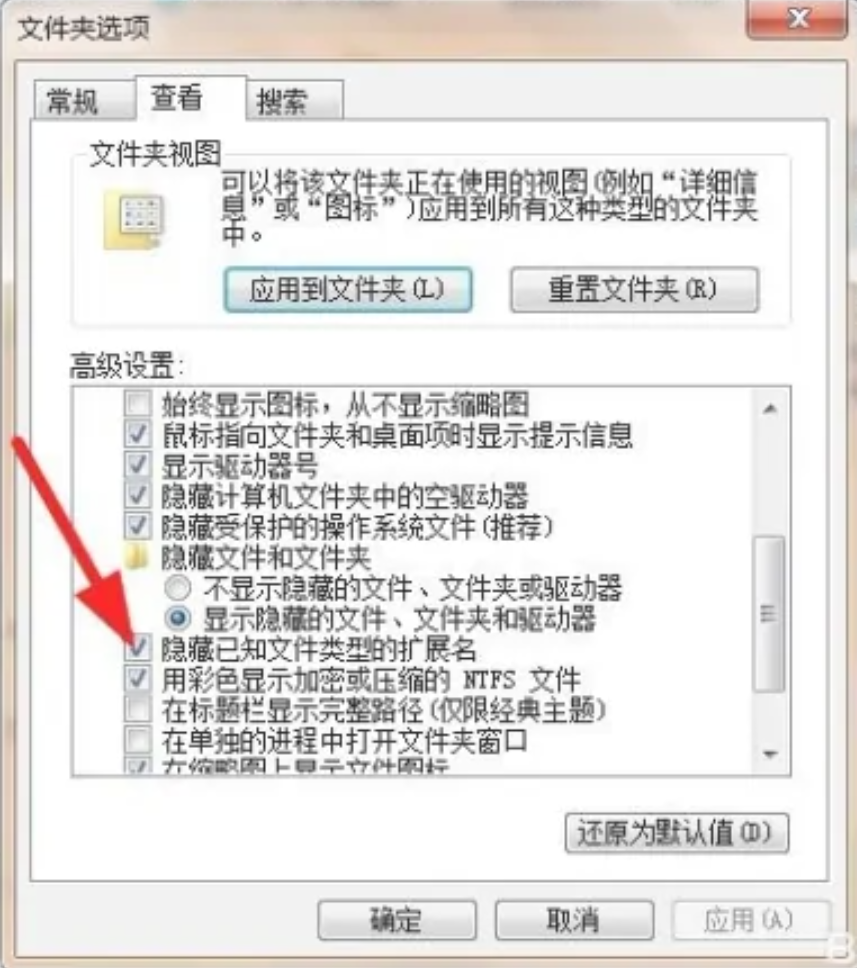 文件夹选项
常规
查看
搜索
文件夹视图
可以将该文件夹正在使用的视图(例如“详细信
息”或“图标”)应用到所有这种类型的文件夹
中。
应用到文件夹(L)
重置文件夹(R)
高级设置:
始终显示图标，从不显示缩略图
鼠标指向文件夹和桌面项时显示提示信息
显示驱动器号
隐藏计算机文件夹中的空驱动器
隐藏受保护的操作系统文件(推荐)
隐藏文件和文件夹
不显示隐藏的文件、文件夹或驱动器
显示隐藏的文件、文件夹和驱动器
隐藏已知文件类型的扩展名
用彩色显示加密或压缩的 NTFS 文件
在标题栏显示完整路径(仅限经典主题)
在单独的进程中打开文件夹窗口
在缩略图上显示文件图标
还原为默认值(D)
确定
取消
应用(A)
B